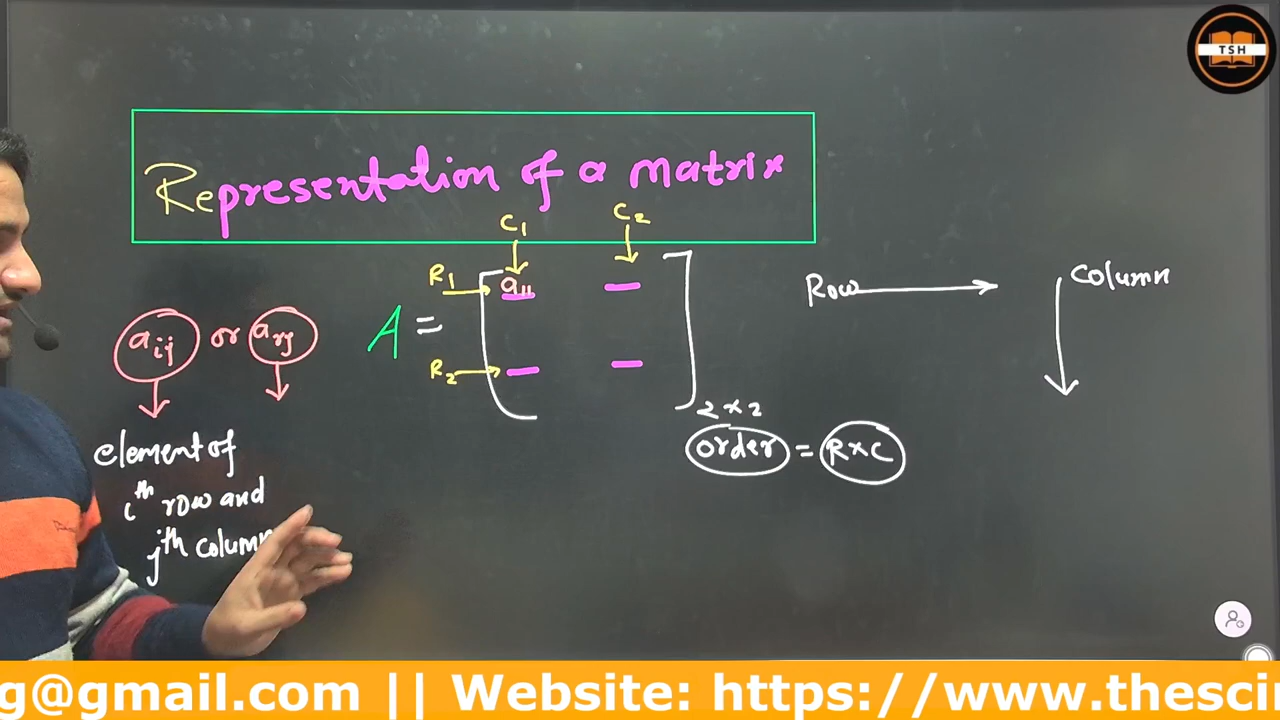 TSH
Representation of a matrix
C1 C2
R1 a11
Row
Column
aij or arj
A =
R2
2×2
order = R×C
element of
ith row and
jth column
g@gmail.com || Website: https://www.thesci